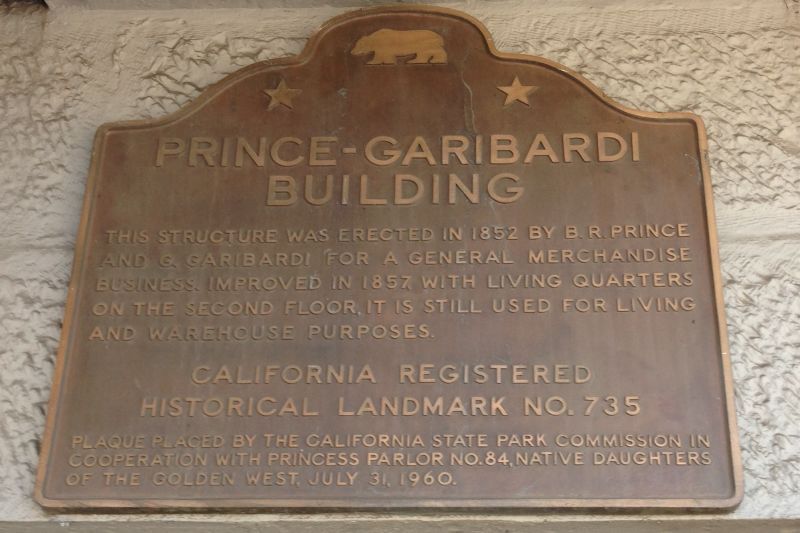 PRINCE-GARIBARDI
BUILDING
THIS STRUCTURE WAS ERECTED IN 1852 BY B.R. PRINCE
AND G. GARIBARDI FOR A GENERAL MERCHANDISE
BUSINESS. IMPROVED IN 1857, WITH LIVING QUARTERS
ON THE SECOND FLOOR, IT IS STILL USED FOR LIVING
AND WAREHOUSE PURPOSES.
CALIFORNIA REGISTERED
HISTORICAL LANDMARK NO. 735
PLAQUE PLACED BY THE CALIFORNIA STATE PARK COMMISSION IN
COOPERATION WITH PRINCESS PARLOR NO. 84, NATIVE DAUGHTERS
OF THE GOLDEN WEST, JULY 31, 1960.